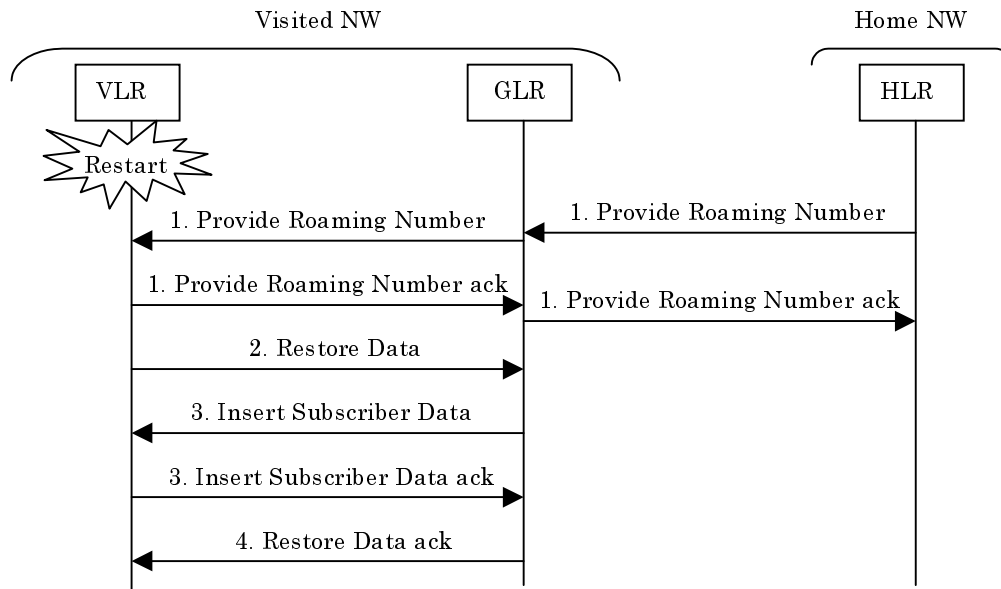 Visited NW
Home NW
VLR
GLR
HLR
Restart
1. Provide Roaming Number
1. Provide Roaming Number
1. Provide Roaming Number ack
1. Provide Roaming Number ack
2. Restore Data
3. Insert Subscriber Data
3. Insert Subscriber Data ack
4. Restore Data ack